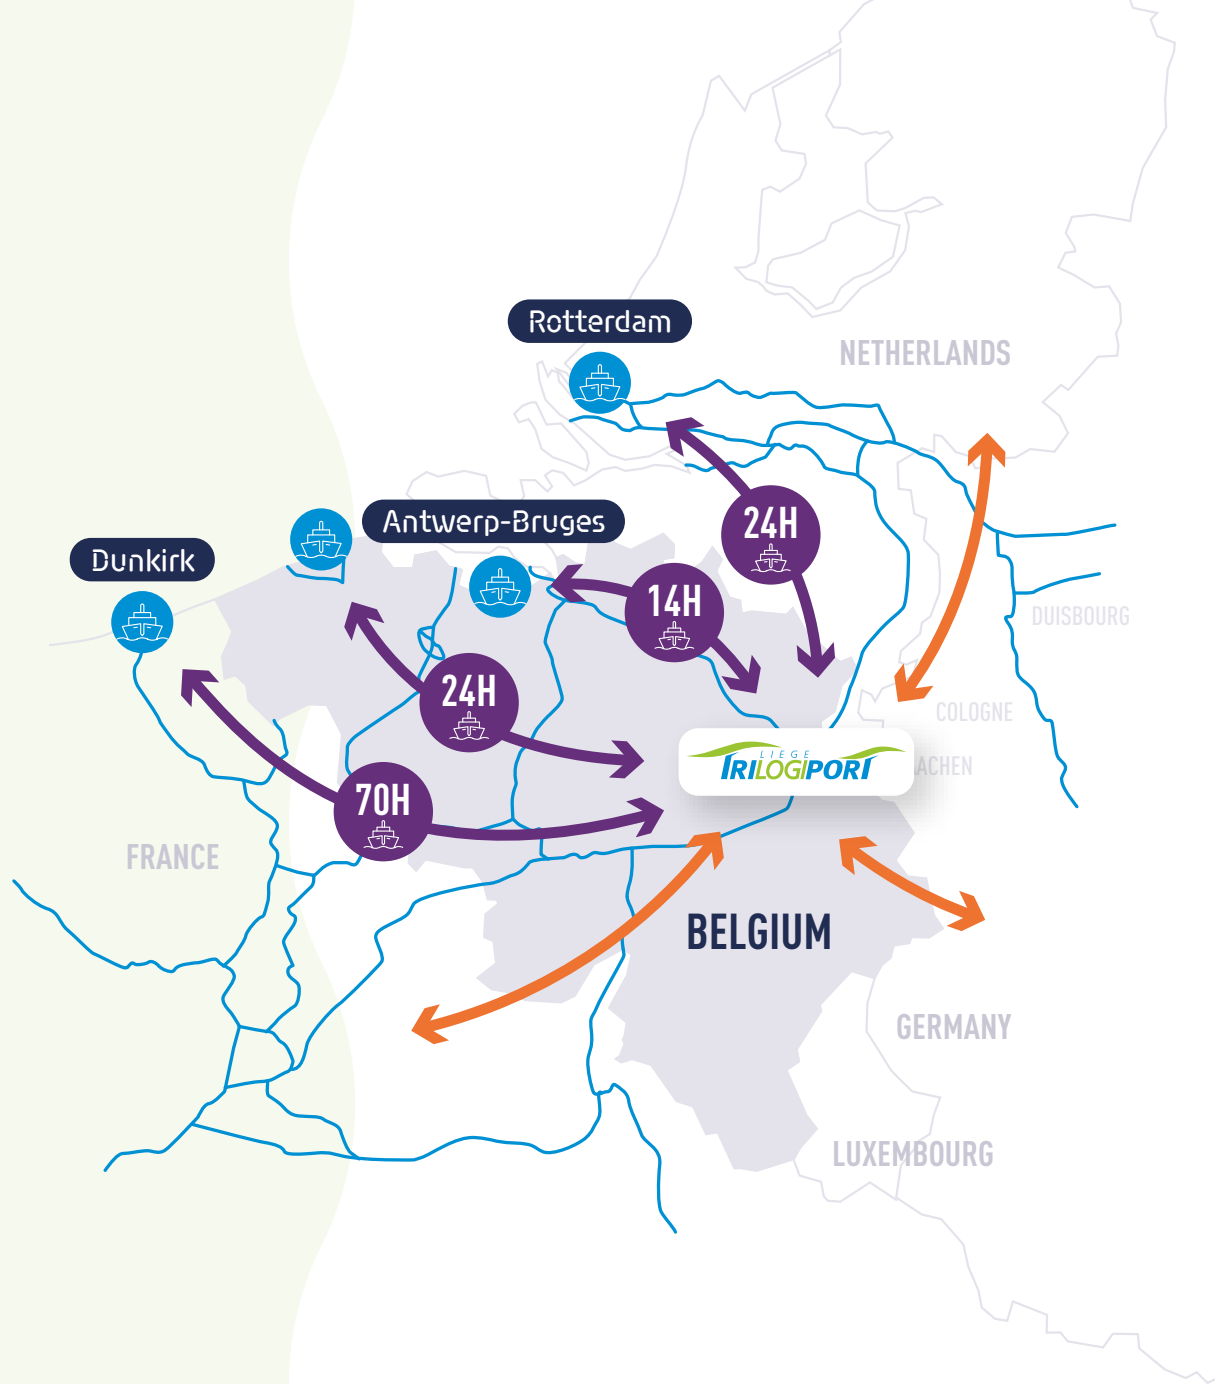 Rotterdam
NETHERLANDS
Antwerp-Bruges
24H
Dunkirk
14H
DUISBOURG
24H
COLOGNE
LIEGE
TRILOGIPORT
ACHEN
70H
FRANCE
BELGIUM
GERMANY
LUXEMBOURG